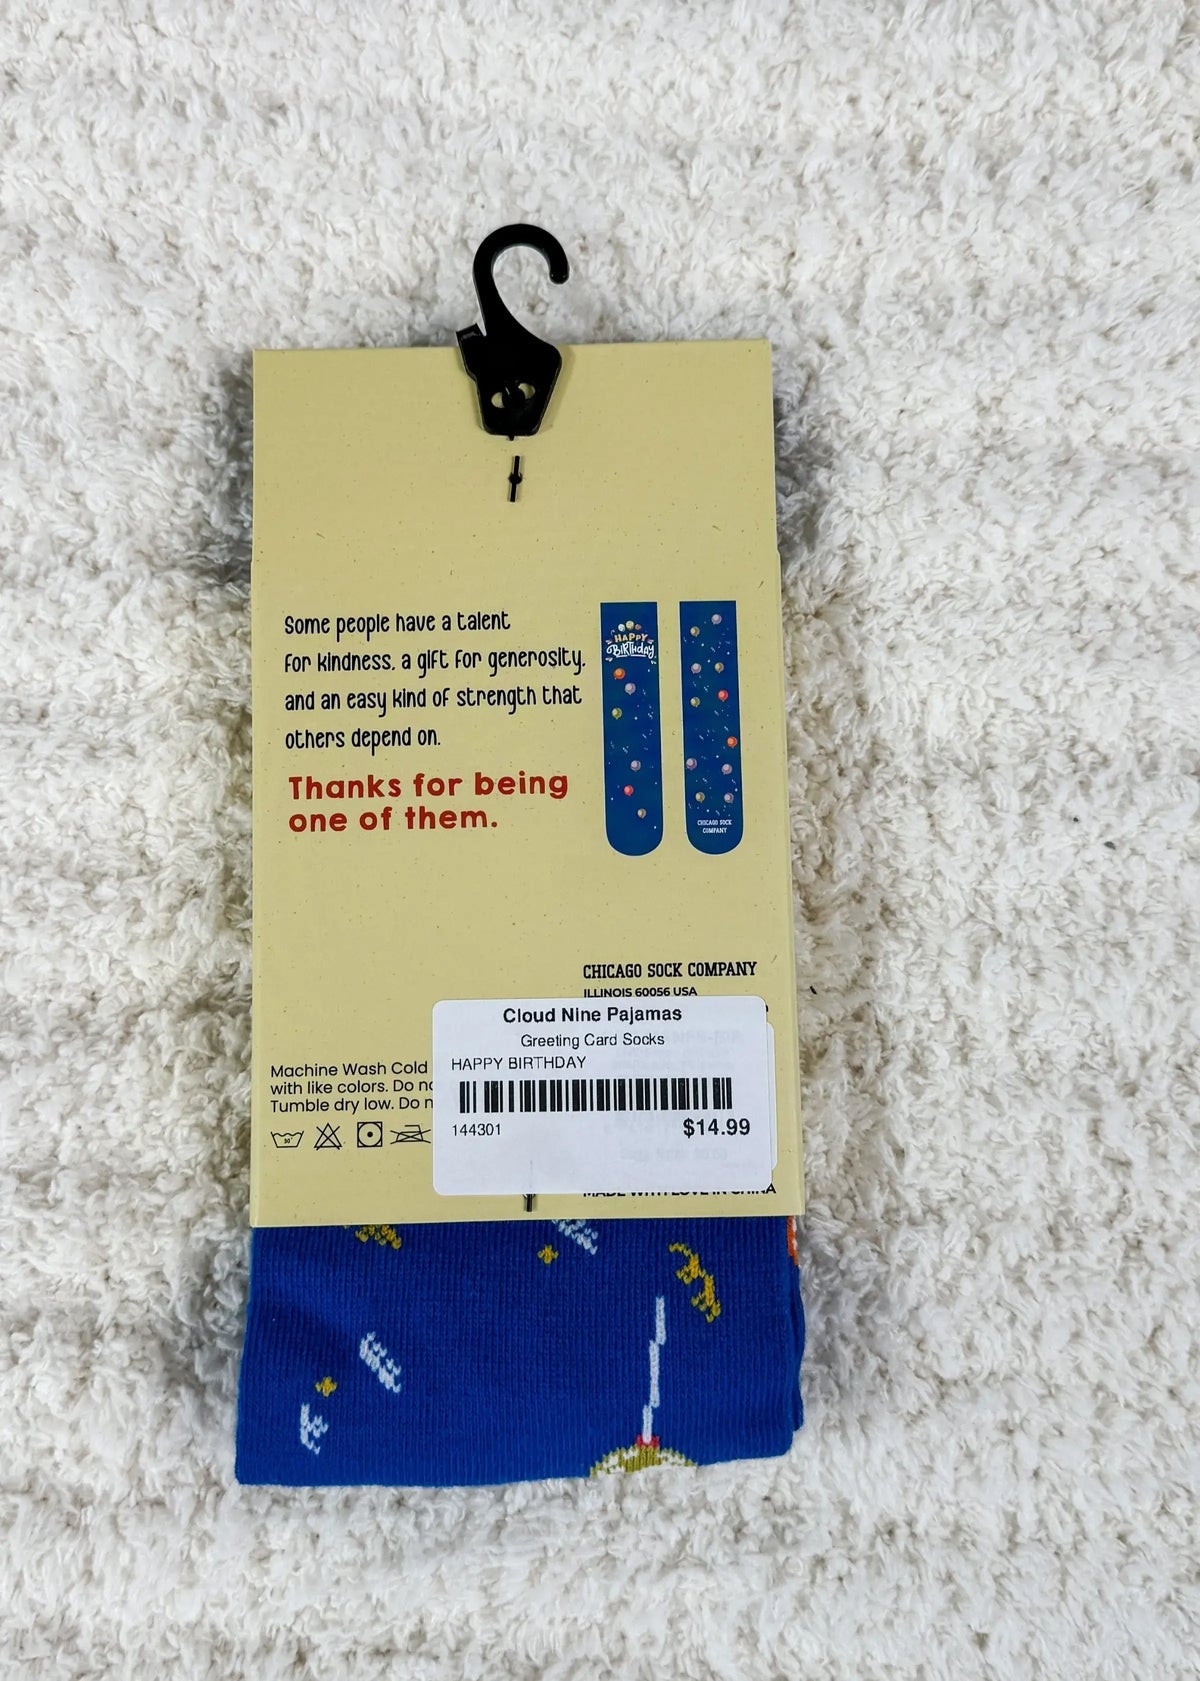 Some people have a talent
for kindness, a gift for generosity,
and an easy kind of strength that
others depend on.
Thanks for being
one of them.
HAPPY
BIRTHday
CHICAGO SOCK
COMPANY
CHICAGO SOCK COMPANY
ILLINOIS 60056 USA
Cloud Nine Pajamas
Greeting Card Socks
HAPPY BIRTHDAY
144301
$14.99
Machine Wash Cold
with like colors. Do
Tumble dry low. Do
30°
MADE WITH LOVE IN CHINA